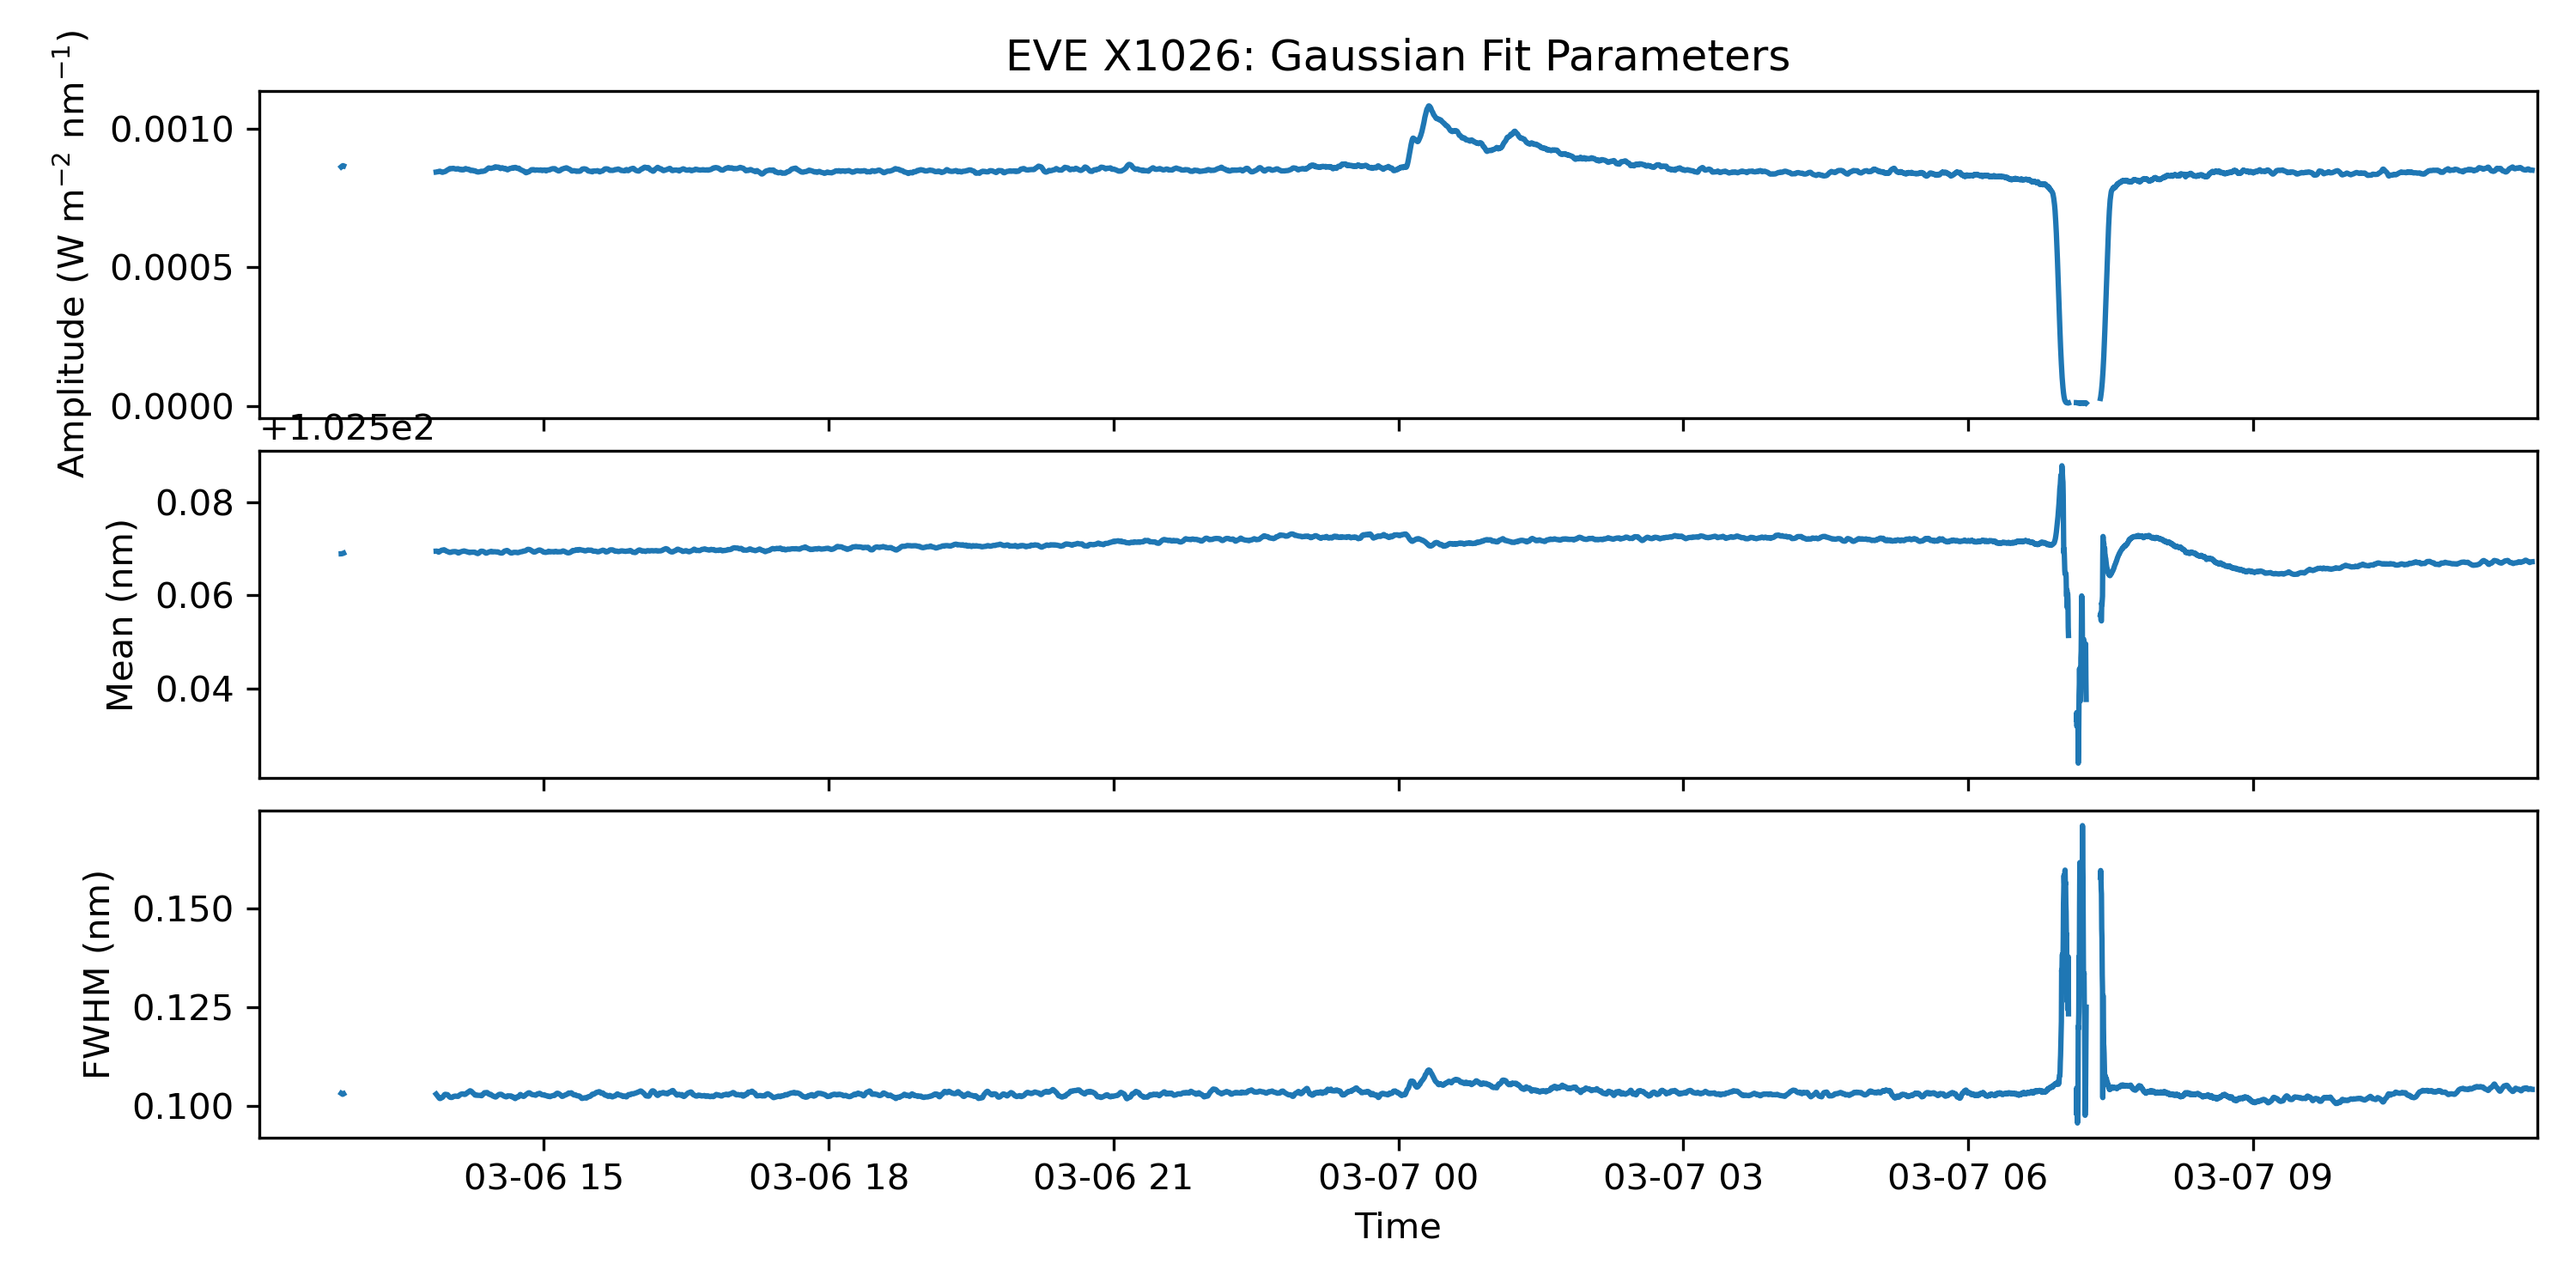 EVE X1026: Gaussian Fit Parameters
Amplitude (W m⁻² nm⁻¹)
0.0010
0.0005
0.0000
+1.025e2
Mean (nm)
0.08
0.06
0.04
FWHM (nm)
0.150
0.125
0.100
03-06 15 03-06 18 03-06 21 03-07 00 03-07 03 03-07 06 03-07 09
Time